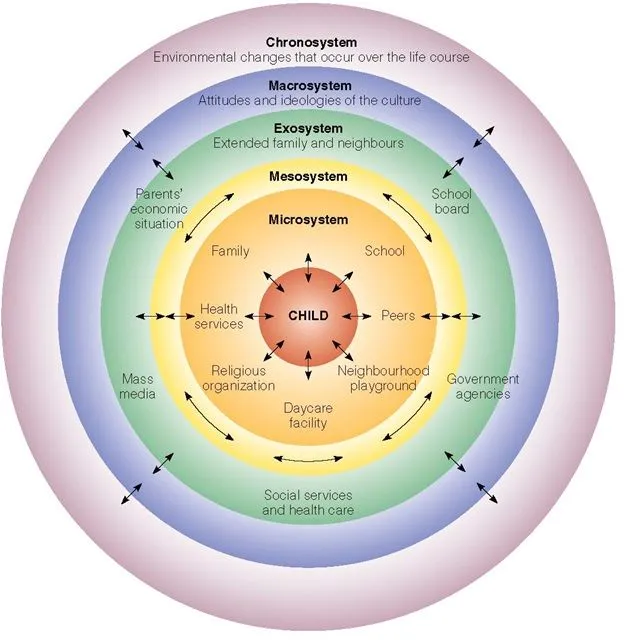 Chronosystem
Environmental changes that occur over the life course
Macrosystem
Attitudes and ideologies of the culture
Exosystem
Extended family and neighbours
Mesosystem
Parents'
economic
situation
School
board
Microsystem
Family
School
Health
services
CHILD
Peers
Religious
organization
Neighbourhood
playground
Mass
media
Government
agencies
Daycare
facility
Social services
and health care